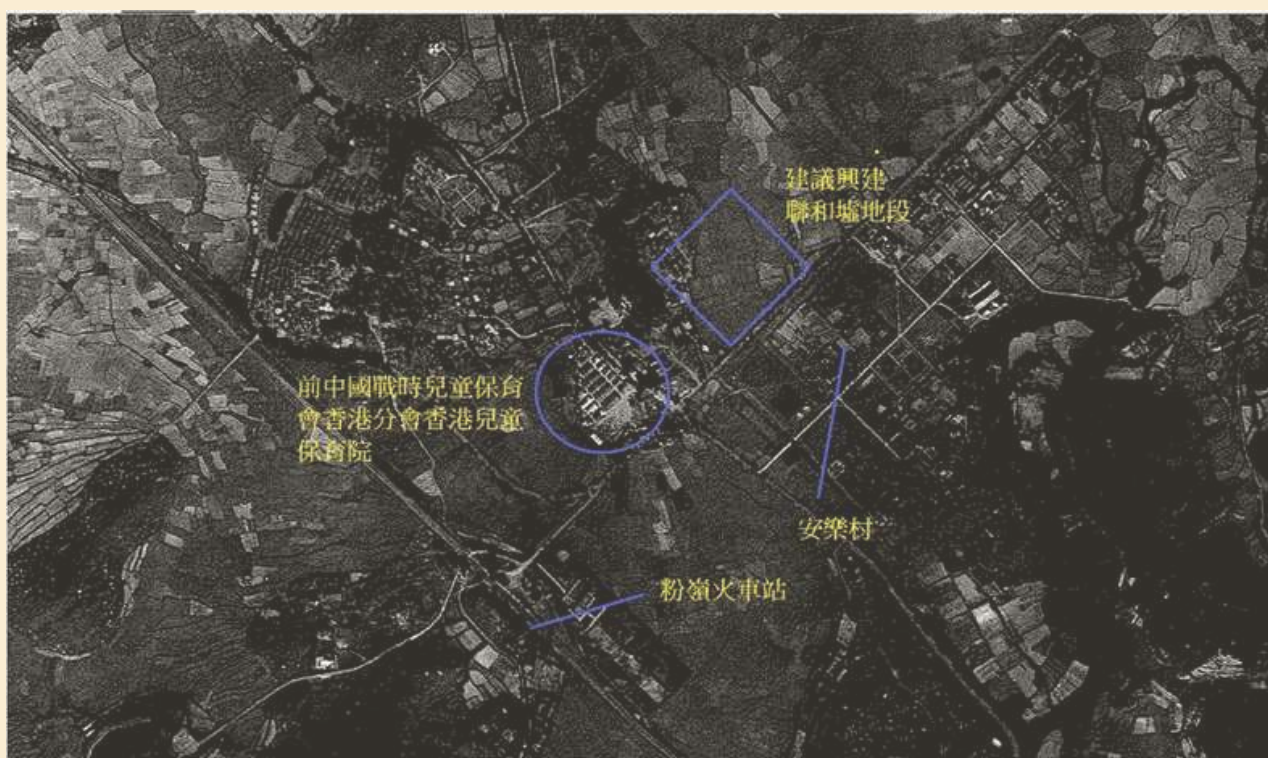 建議興建
聯和墟地段
前中國戰時兒童保育
會香港分會香港兒童
保育院
安樂村
粉嶺火車站